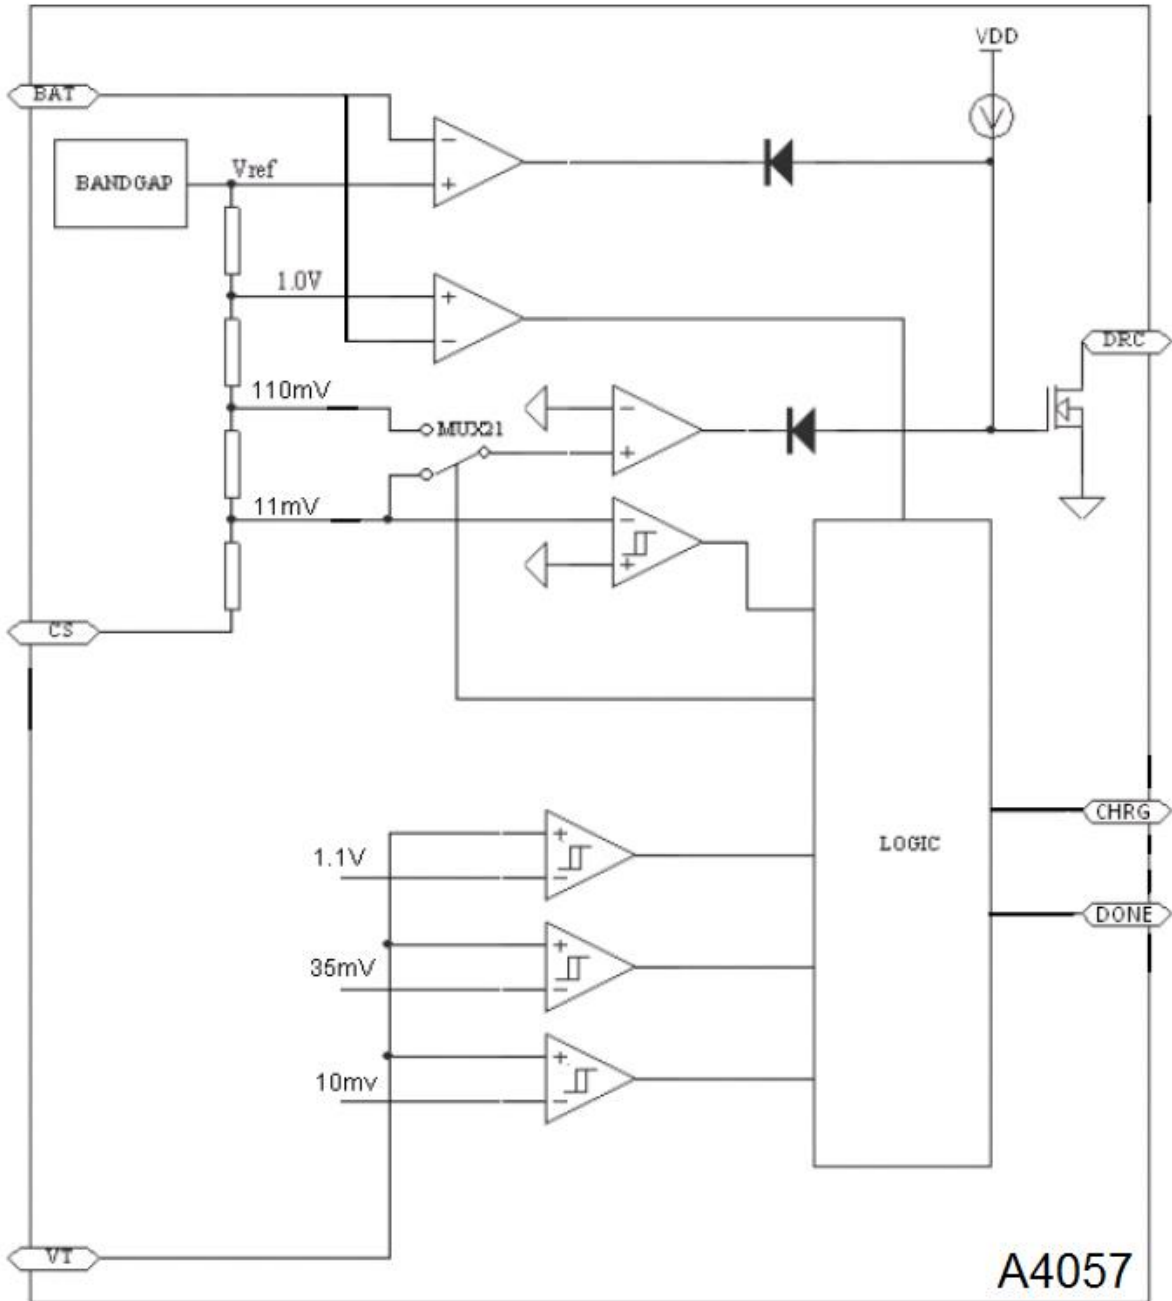 VDD
BAT
Vref
BANDGAP
+
1.0V
+
DRC
110mV
MUX21
+
11mV
+
CS
+
1.1V
LOGIC
CHRG
DONE
+
35mV
+
10mv
VT
A4057